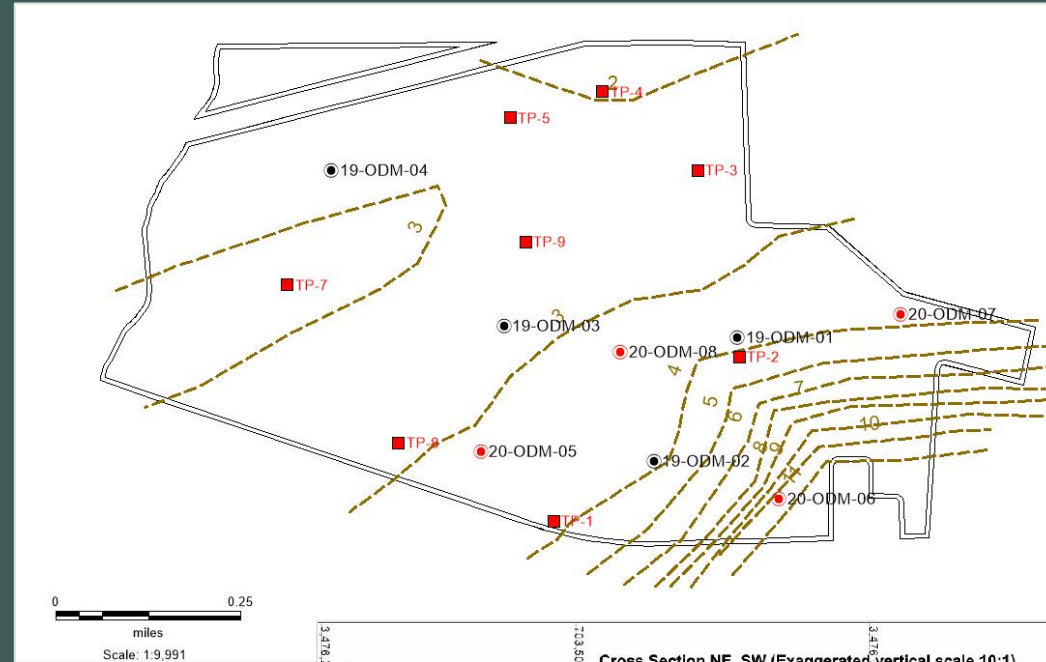 2
TP-4
TP-5
19-ODM-04
TP-3
3
TP-9
TP-7
3
19-ODM-03
20-ODM-07
19-ODM-01
20-ODM-08
TP-2
4
7
5
6
10
TP-8
8
9
20-ODM-05
19-ODM-02
11
20-ODM-06
TP-1
0 0.25
miles
Scale: 1:9,991
Cross Section NE SW (Exaggerated vertical scale 10:1)